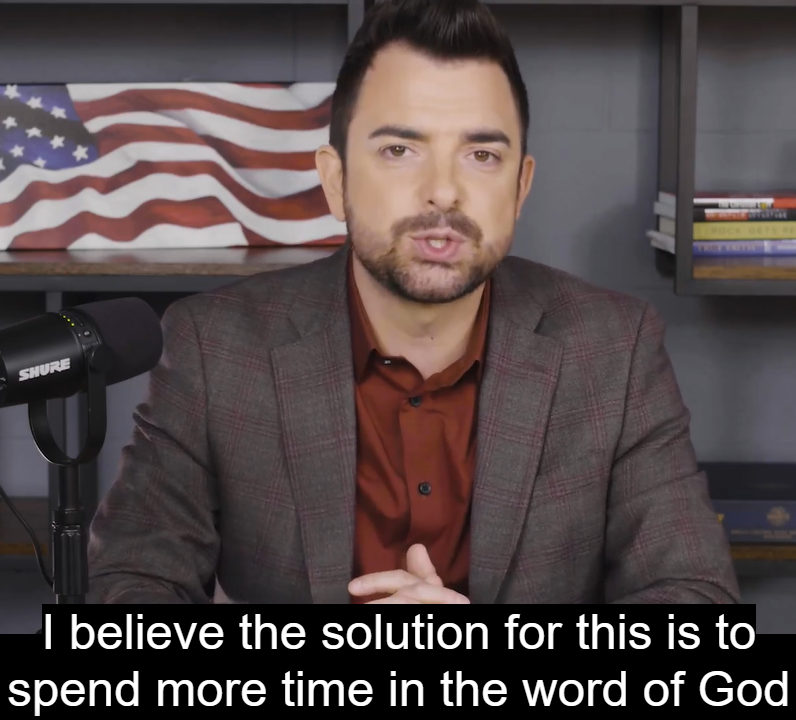 SHURE
I believe the solution for this is to
spend more time in the word of God